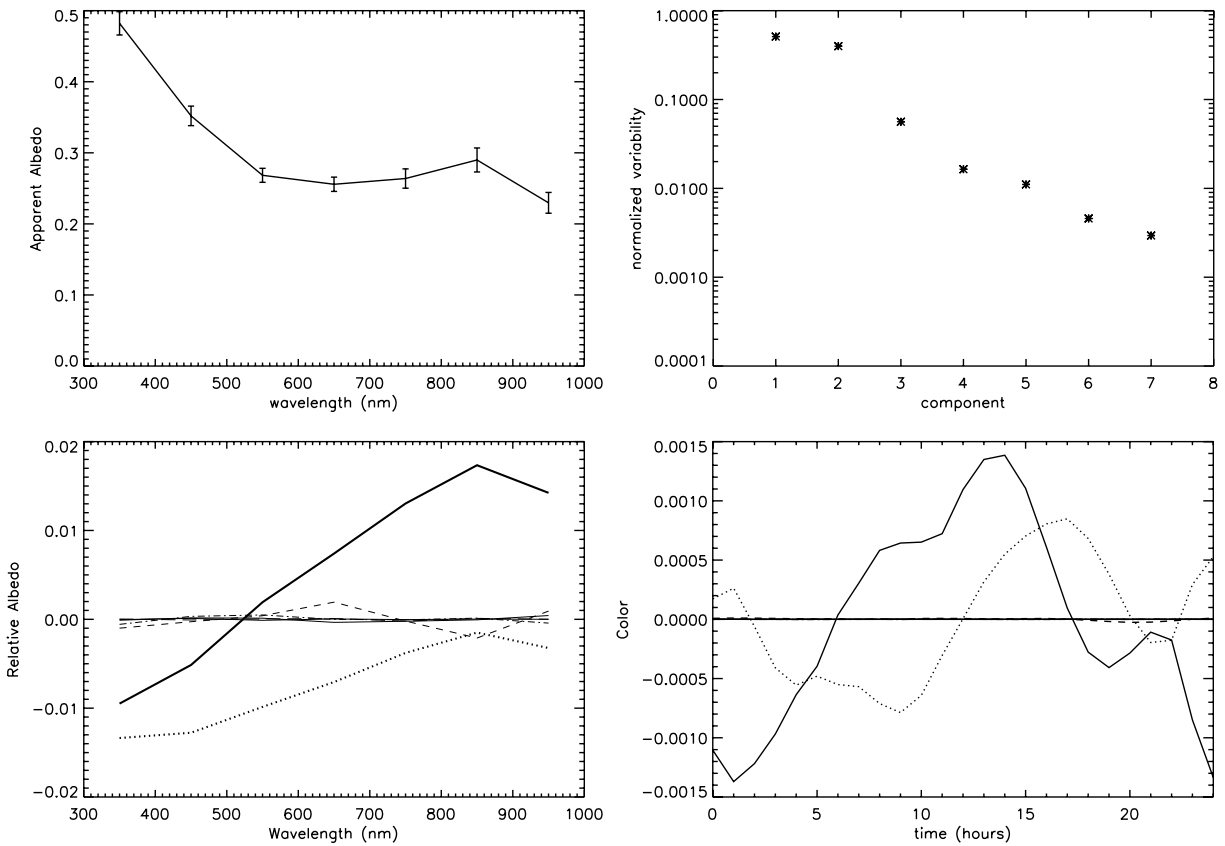 0.5
0.4
0.3
0.2
0.1
0.0
Apparent Albedo
300 400 500 600 700 800 900 1000
wavelength (nm)
1.0000
0.1000
0.0100
0.0010
0.0001
normalized variability
0 1 2 3 4 5 6 7 8
component
0.02
0.01
0.00
−0.01
−0.02
Relative Albedo
300 400 500 600 700 800 900 1000
Wavelength (nm)
0.0015
0.0010
0.0005
0.0000
−0.0005
−0.0010
−0.0015
Color
0 5 10 15 20
time (hours)